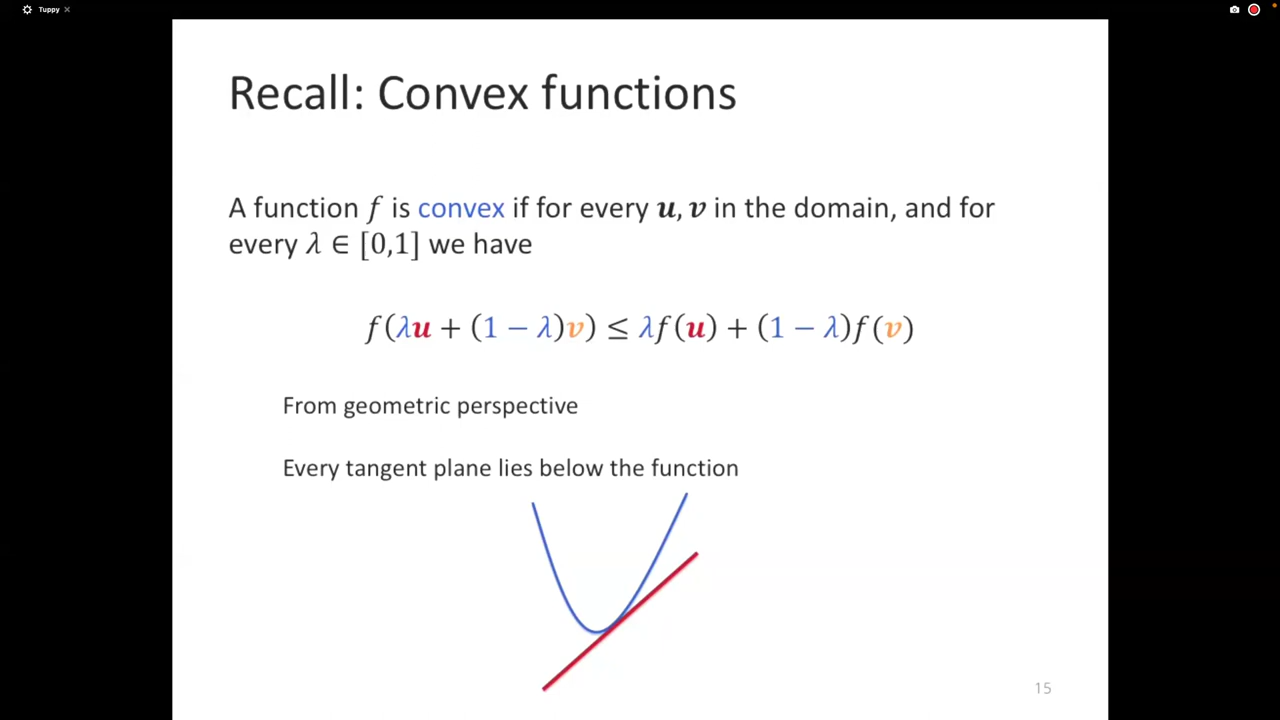 Tuppy ×
Recall: Convex functions
A function f is convex if for every u, v in the domain, and for
every λ ∈ [0,1] we have
f(λu + (1 − λ)v) ≤ λf(u) + (1 − λ)f(v)
From geometric perspective
Every tangent plane lies below the function
15